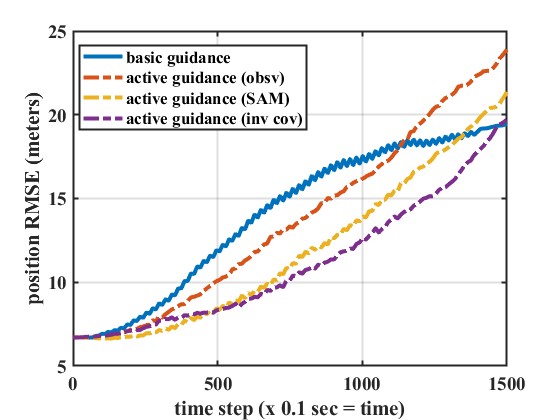 25
20
15
10
5
position RMSE (meters)
basic guidance
active guidance (obsv)
active guidance (SAM)
active guidance (inv cov)
0
500
1000
1500
time step (x 0.1 sec = time)